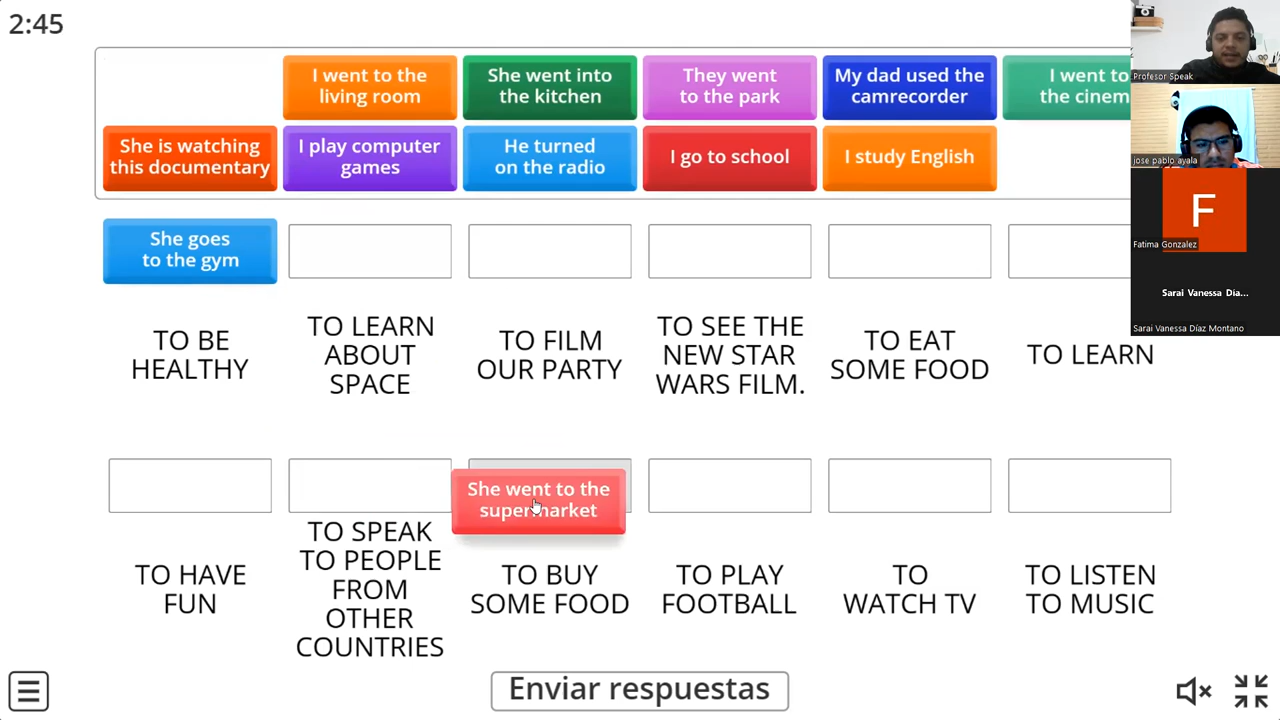 2:45
I went to the
living room
She went into
the kitchen
They went
to the park
My dad used the
camrecorder
I went to
the cinem
She is watching
this documentary
I play computer
games
He turned
on the radio
I go to school
I study English
She goes
to the gym
TO BE
HEALTHY
TO LEARN
ABOUT
SPACE
TO FILM
OUR PARTY
TO SEE THE
NEW STAR
WARS FILM.
TO EAT
SOME FOOD
TO LEARN
She went to the
supermarket
TO HAVE
FUN
TO SPEAK
TO PEOPLE
FROM
OTHER
COUNTRIES
TO BUY
SOME FOOD
TO PLAY
FOOTBALL
TO
WATCH TV
TO LISTEN
TO MUSIC
Enviar respuestas
Profesor Speak
jose pablo ayala
F
Fatima Gonzalez
Sarai Vanessa Día...
Sarai Vanessa Díaz Montano